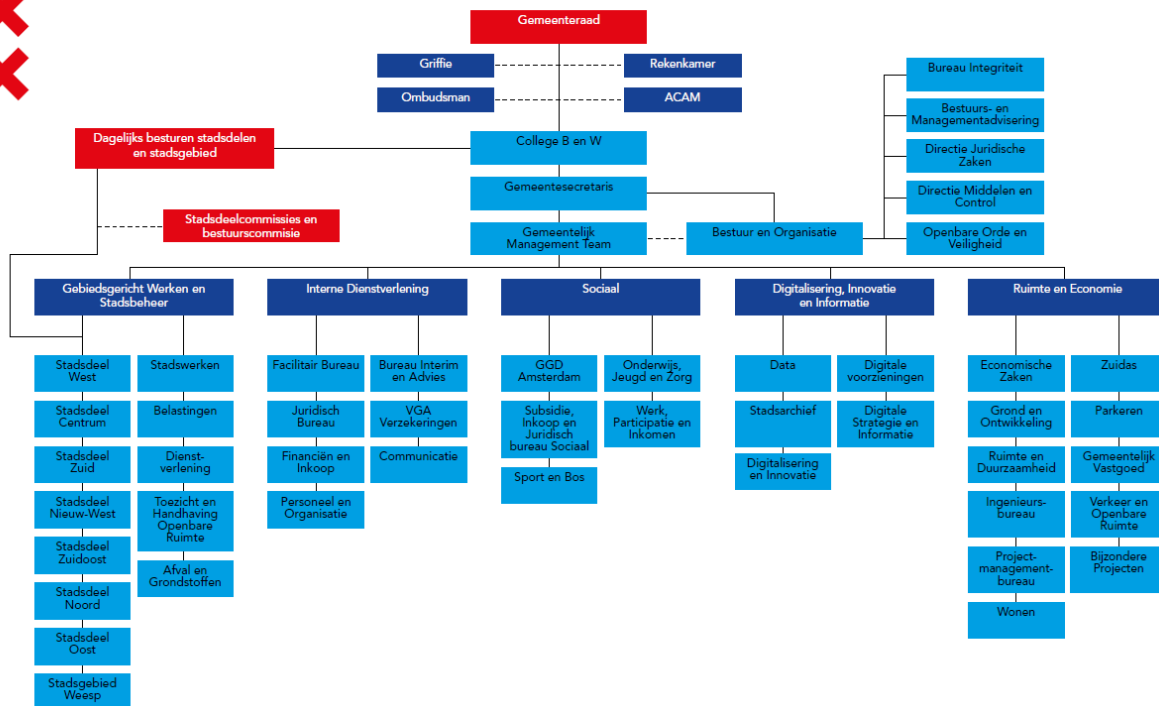 Gemeenteraad
Griffie
Rekenkamer
Ombudsman
ACAM
Bureau Integriteit
Bestuurs- en
Managementadvisering
Directie Juridische
Zaken
Directie Middelen en
Control
Openbare Orde en
Veiligheid
Dagelijks besturen stadsdelen
en stadsgebied
College B en W
Gemeentesecretaris
Stadsdeelcommissies en
bestuurscommisie
Gemeentelijk
Management Team
Bestuur en Organisatie
Gebiedsgericht Werken en
Stadsbeheer
Stadsdeel
West
Stadsdeel
Centrum
Stadsdeel
Zuid
Stadsdeel
Nieuw-West
Stadsdeel
Zuidoost
Stadsdeel
Noord
Stadsdeel
Oost
Stadsgebied
Weesp
Stadswerken
Belastingen
Dienst-
verlening
Toezicht en
Handhaving
Openbare
Ruimte
Afval en
Grondstoffen
Interne Dienstverlening
Facilitair Bureau
Juridisch
Bureau
Financiën en
Inkoop
Personeel en
Organisatie
Bureau Interim
en Advies
VGA
Verzekeringen
Communicatie
Sociaal
GGD
Amsterdam
Subsidie,
Inkoop en
Juridisch
bureau Sociaal
Sport en Bos
Onderwijs,
Jeugd en Zorg
Werk,
Participatie en
Inkomen
Digitalisering, Innovatie
en Informatie
Data
Stadsarchief
Digitalisering
en Innovatie
Digitale
voorzieningen
Digitale
Strategie en
Informatie
Ruimte en Economie
Economische
Zaken
Grond en
Ontwikkeling
Ruimte en
Duurzaamheid
Ingenieurs-
bureau
Project-
management-
bureau
Wonen
Zuidas
Parkeren
Gemeentelijk
Vastgoed
Verkeer en
Openbare
Ruimte
Bijzondere
Projecten